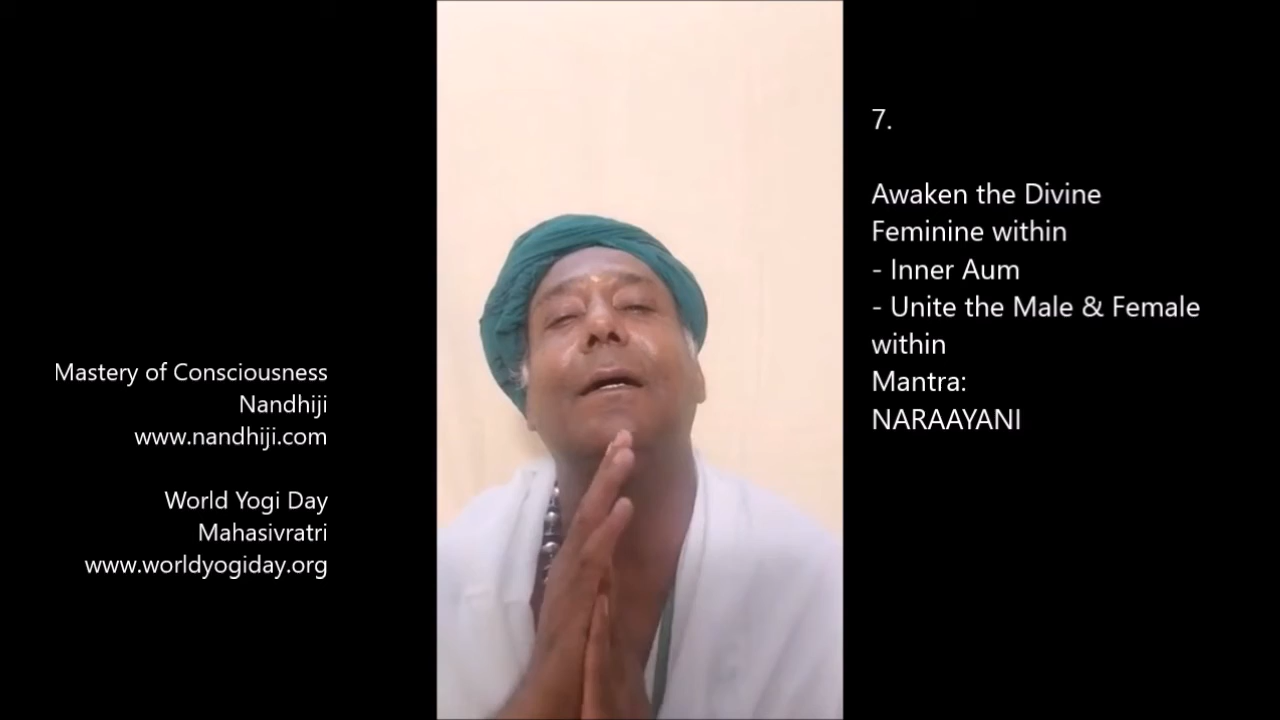 Mastery of Consciousness
Nandhiji
www.nandhiji.com
World Yogi Day
Mahasivratri
www.worldyogiday.org
7.
Awaken the Divine
Feminine within
- Inner Aum
- Unite the Male & Female
within
Mantra:
NARAAYANI